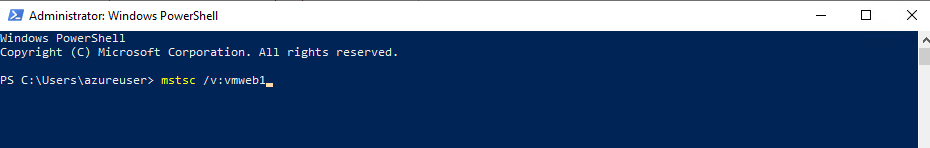 Administrator: Windows PowerShell
Windows PowerShell
Copyright (C) Microsoft Corporation. All rights reserved.
PS C:\Users\azureuser> mstsc /v:vmweb1